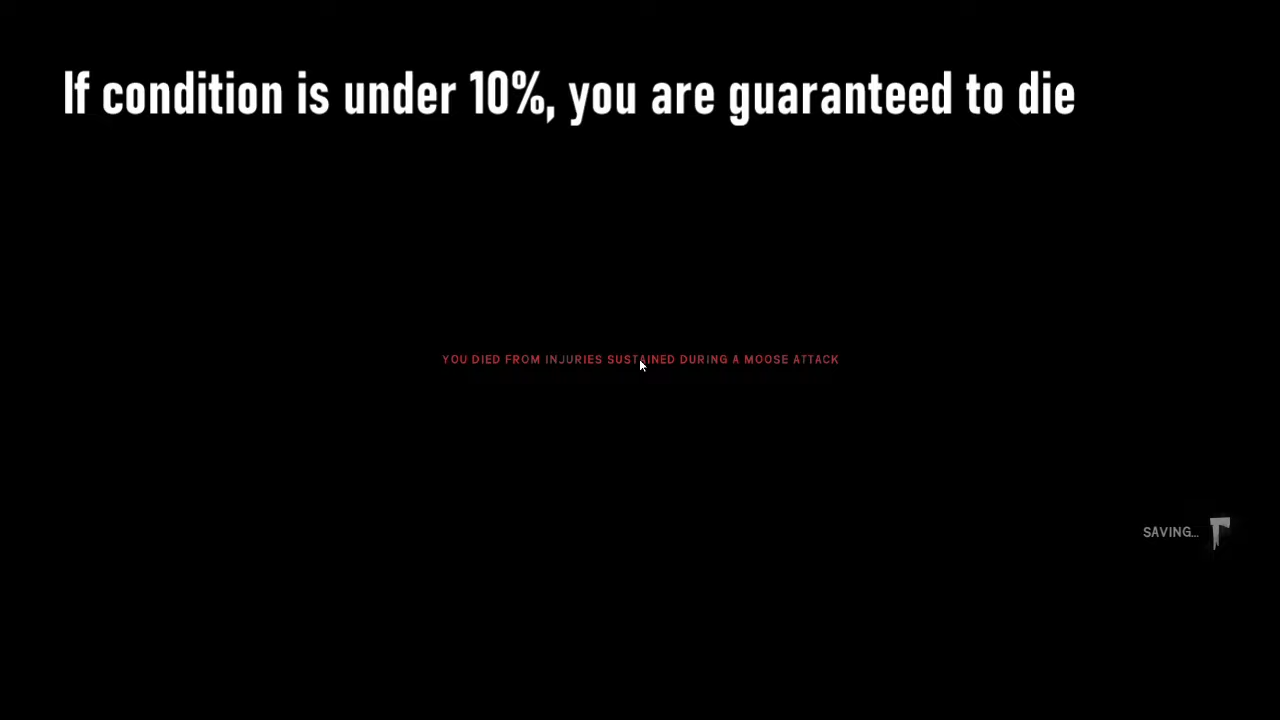 If condition is under 10%, you are guaranteed to die
YOU DIED FROM INJURIES SUSTAINED DURING A MOOSE ATTACK
SAVING...